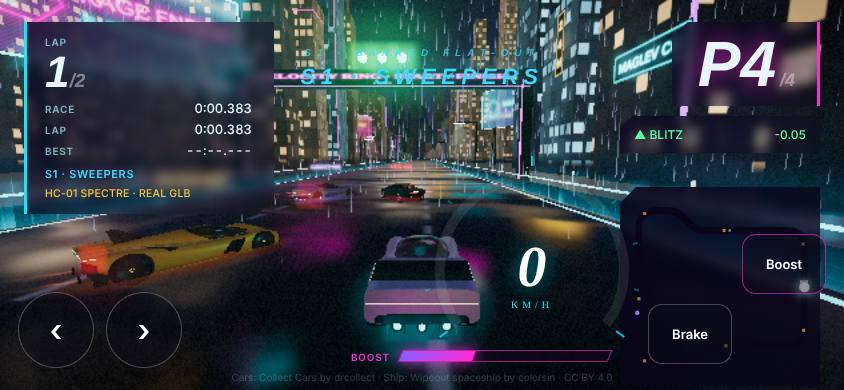 LAP
1/2
RACE 0:00.383
LAP 0:00.383
BEST --:--.---
S1 · SWEEPERS
HC-01 SPECTRE · REAL GLB
S1 SWEEPERS
MAGLEV
P4/4
▲ BLITZ -0.05
0
KM/H
‹
›
Boost
Brake
BOOST
Cars: Collect Cars by drcollect · Ship: Wipeout spaceship by colorsin · CC BY 4.0